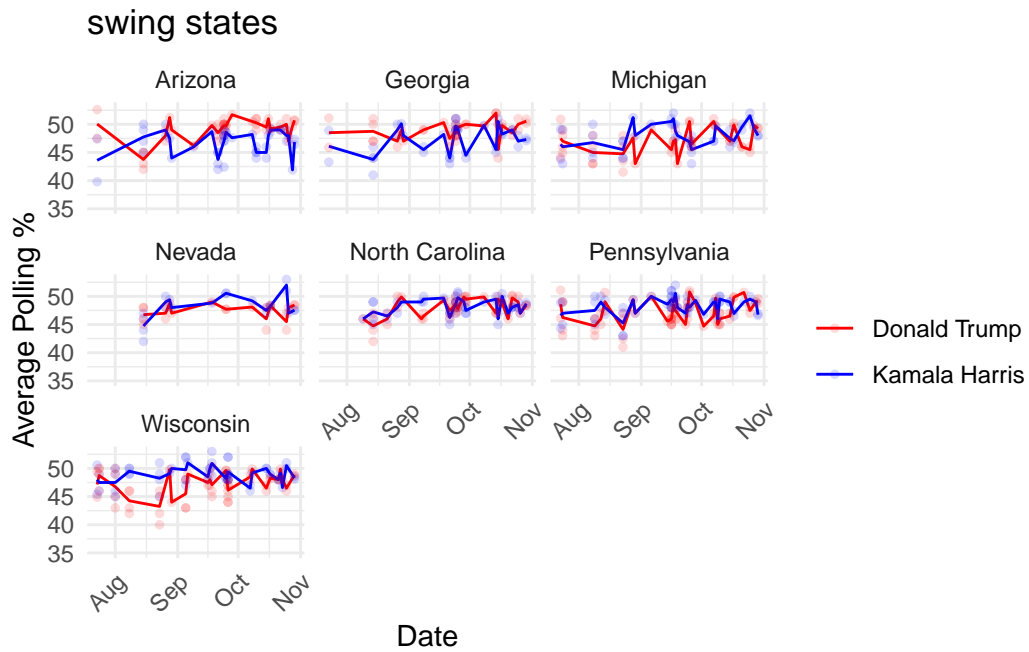 swing states
Arizona
Georgia
Michigan
50
45
40
35
Nevada
North Carolina
Pennsylvania
50
45
40
35
Aug
Sep
Oct
Nov
Aug
Sep
Oct
Nov
Wisconsin
50
45
40
35
Aug
Sep
Oct
Nov
Date
Average Polling %
Donald Trump
Kamala Harris